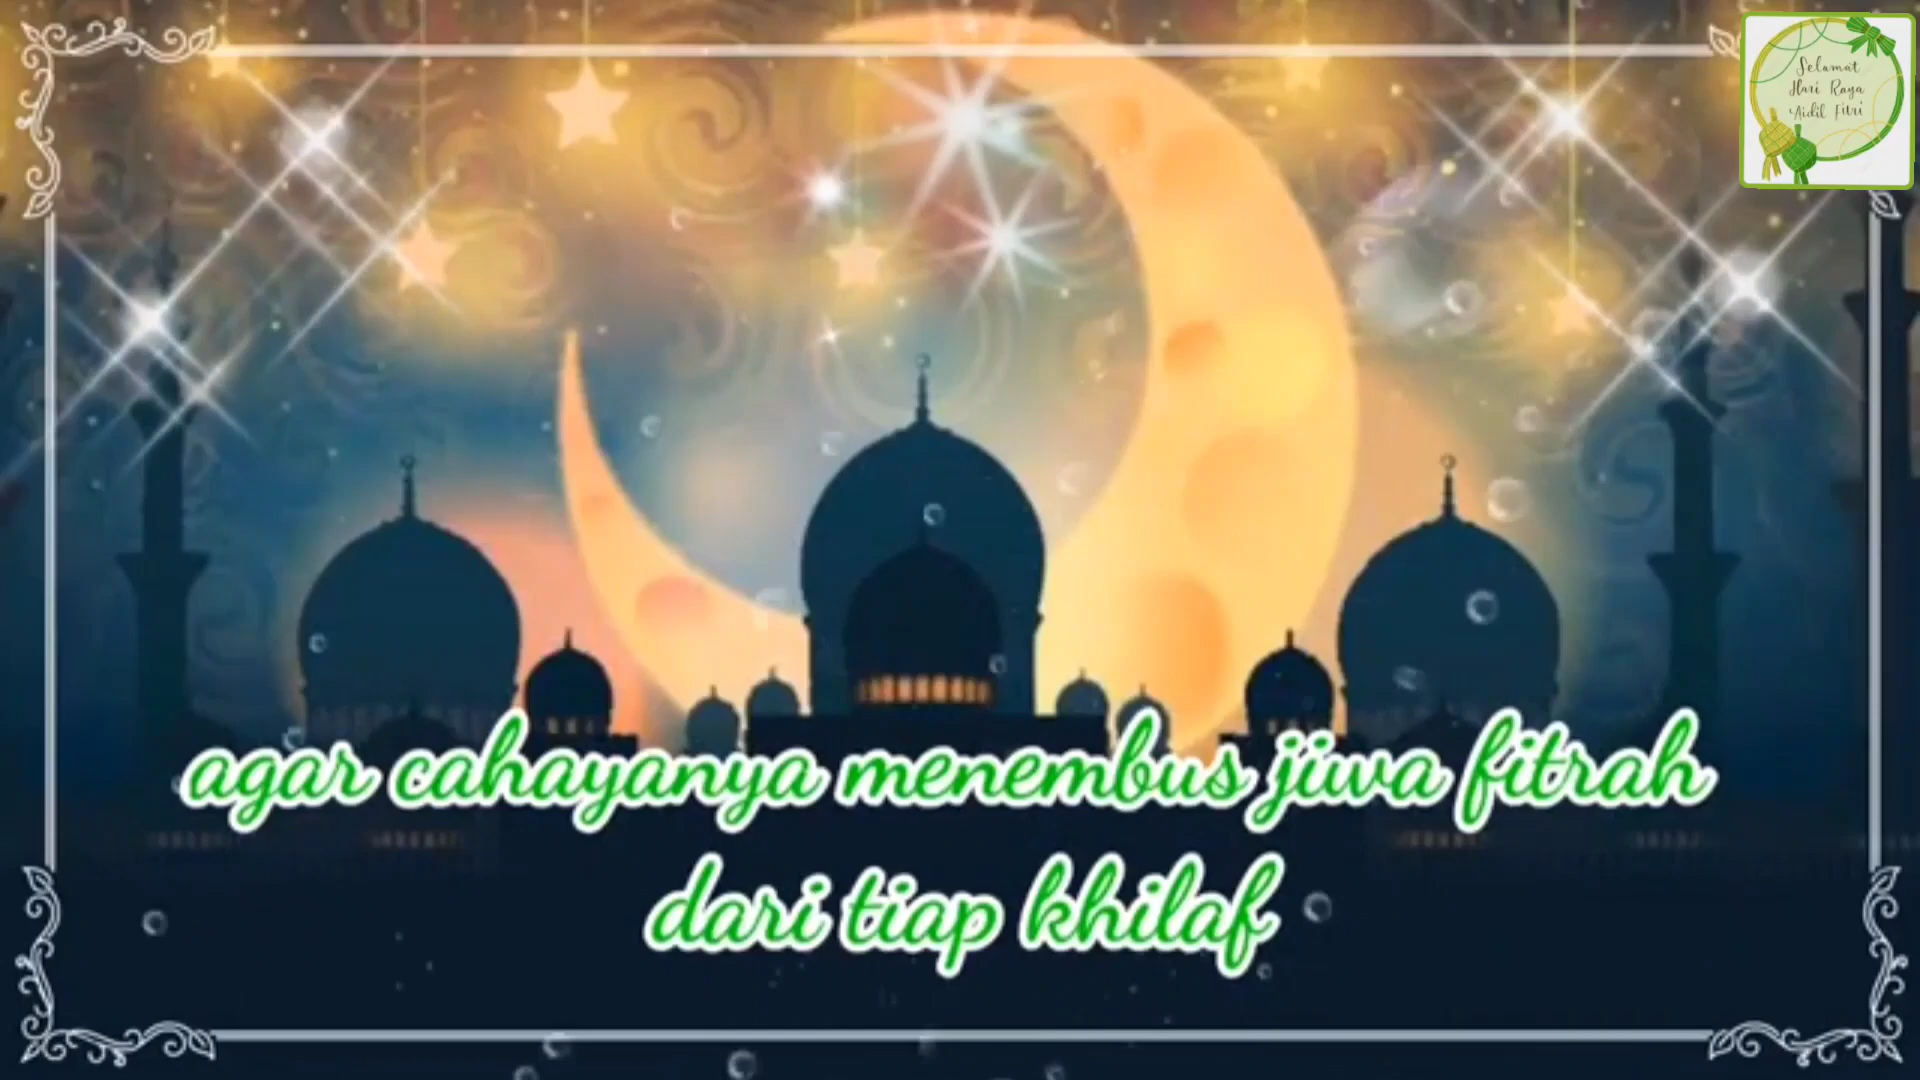 Selamat
Hari Raya
Aidil Fitri
agar cahayanya menembus jiwa fitrah
dari tiap khilaf